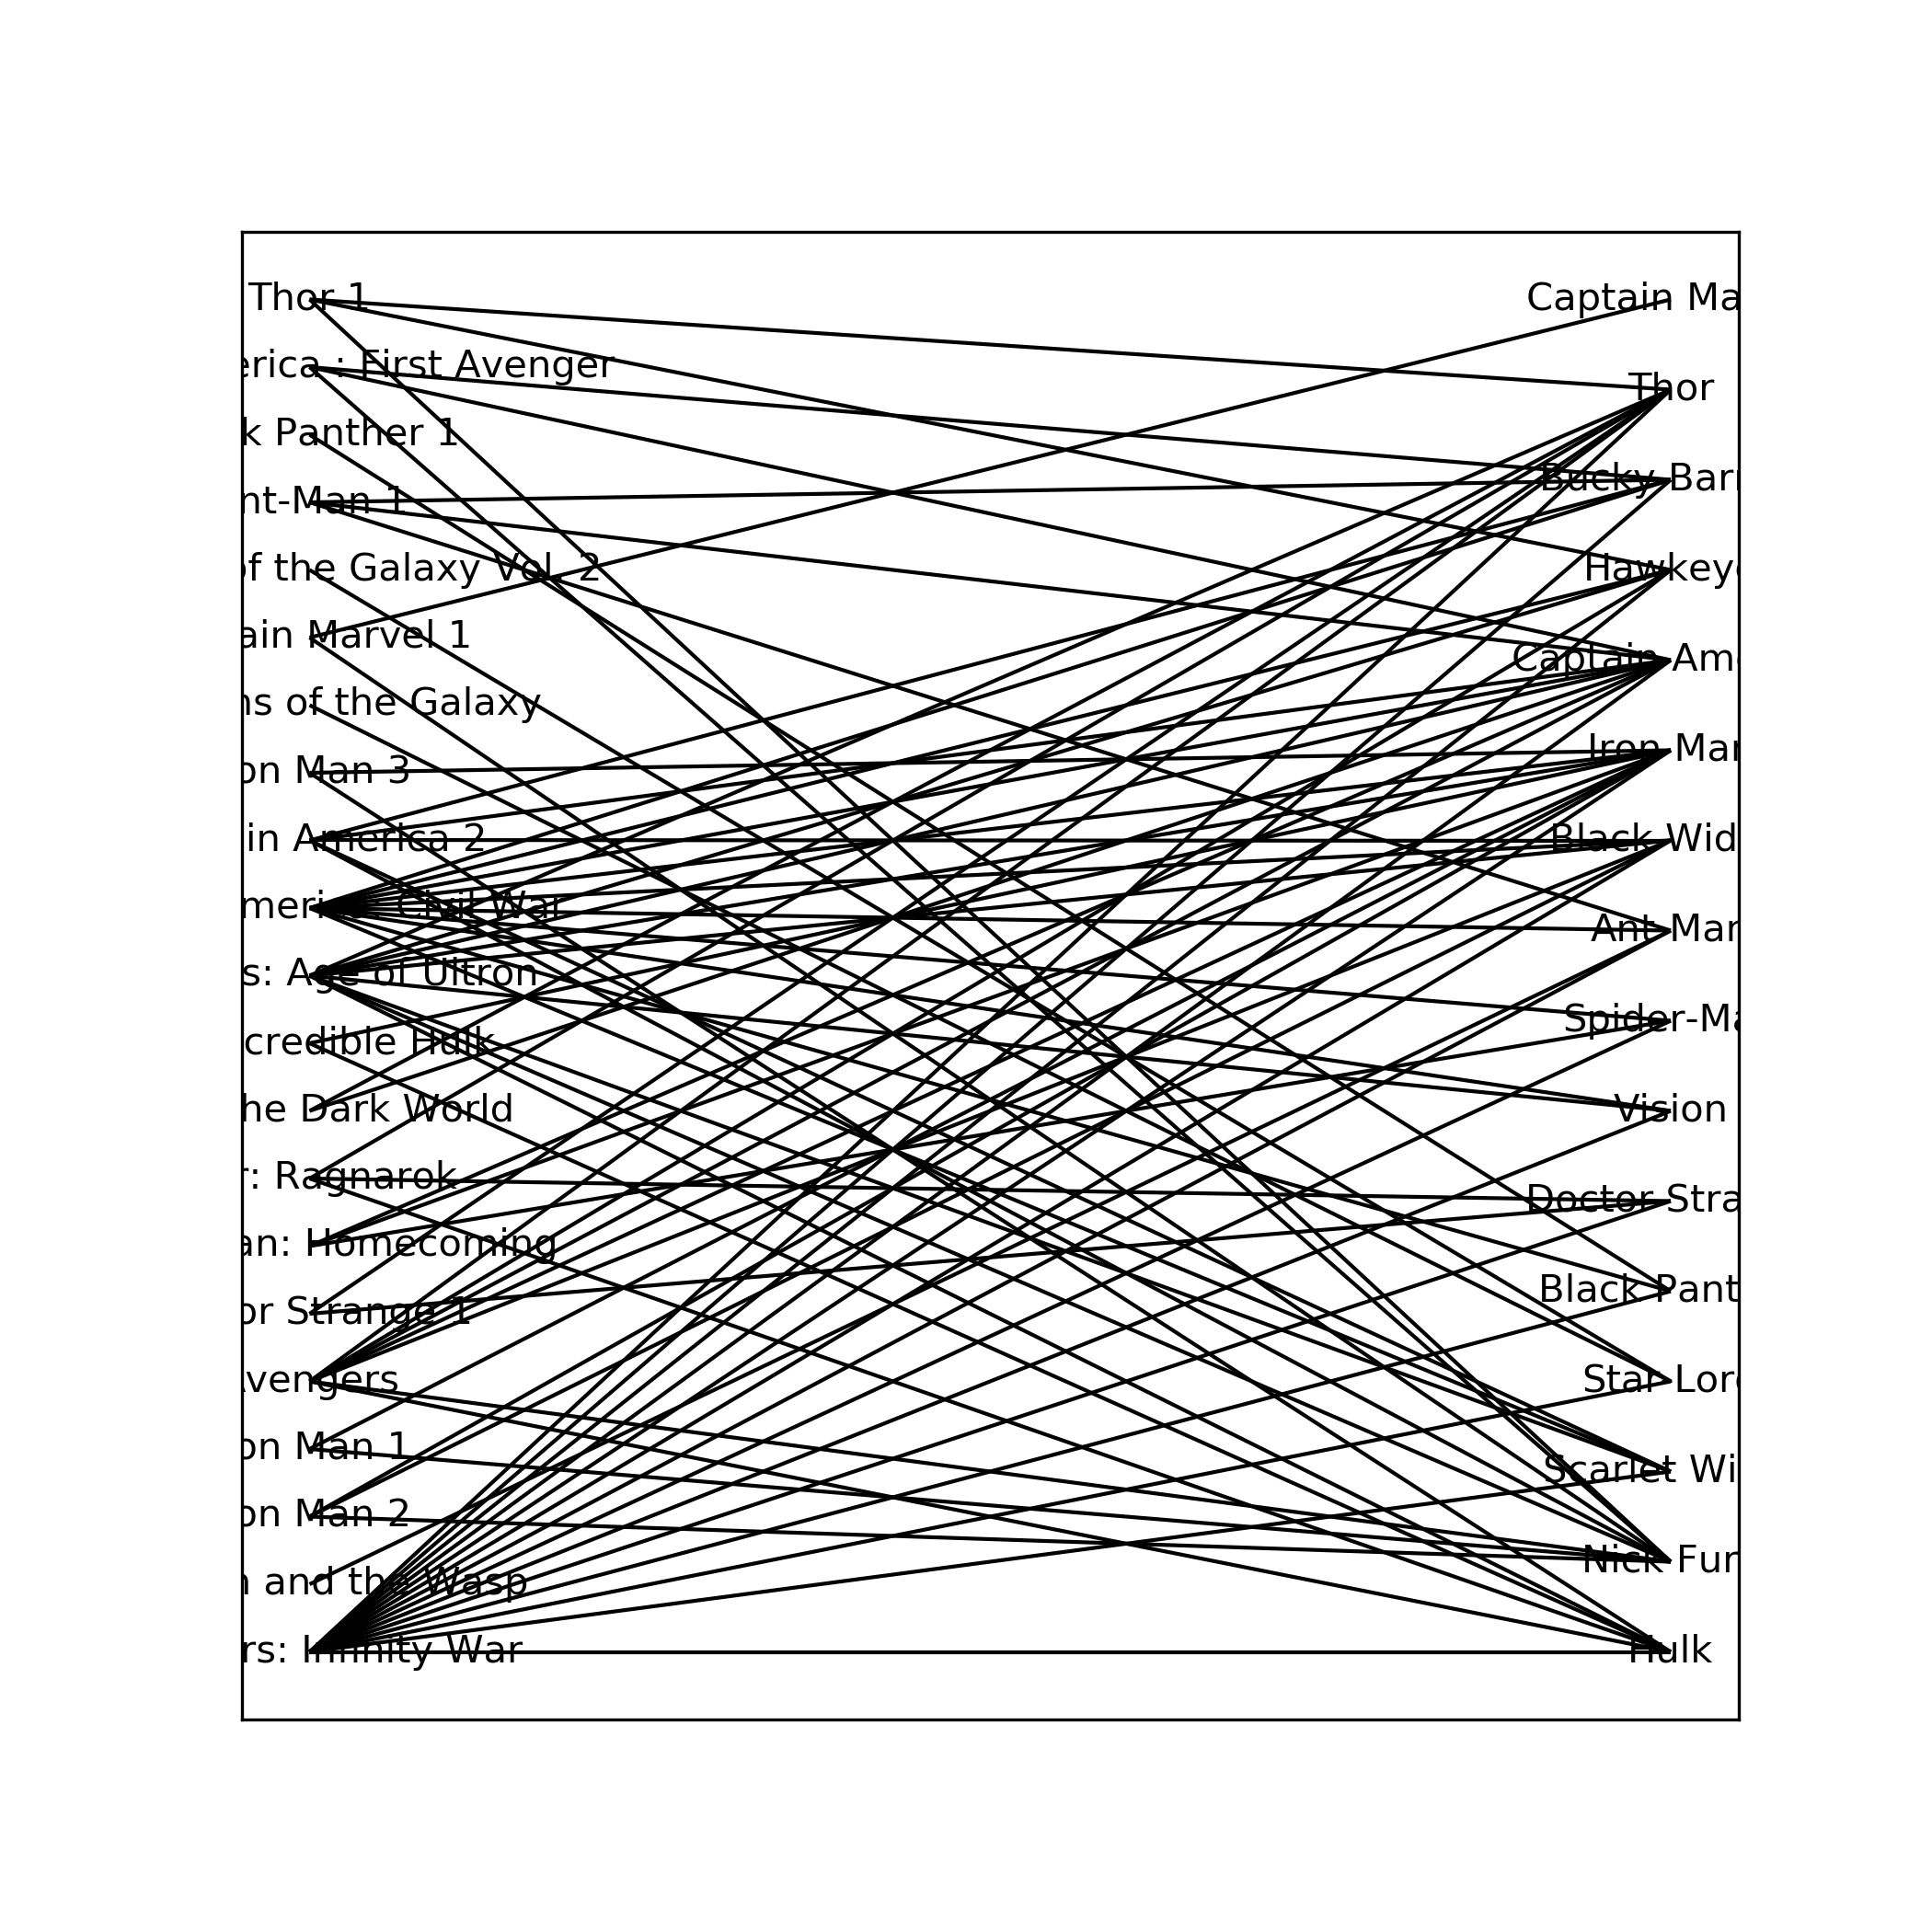 Thor 1
erica : First Avenger
k Panther 1
nt-Man 1
of the Galaxy Vol. 2
ain Marvel 1
ns of the Galaxy
on Man 3
in America 2
merica: Civil War
s: Age of Ultron
credible Hulk
he Dark World
r: Ragnarok
an: Homecoming
or Strange 1
Avengers
on Man 1
on Man 2
n and the Wasp
rs: Infinity War
Captain Ma
Thor
Bucky Barn
Hawkeye
Captain Ame
Iron Man
Black Wid
Ant Man
Spider-Ma
Vision
Doctor Stra
Black Pant
Star Lord
Scarlet Wi
Nick Fur
Hulk